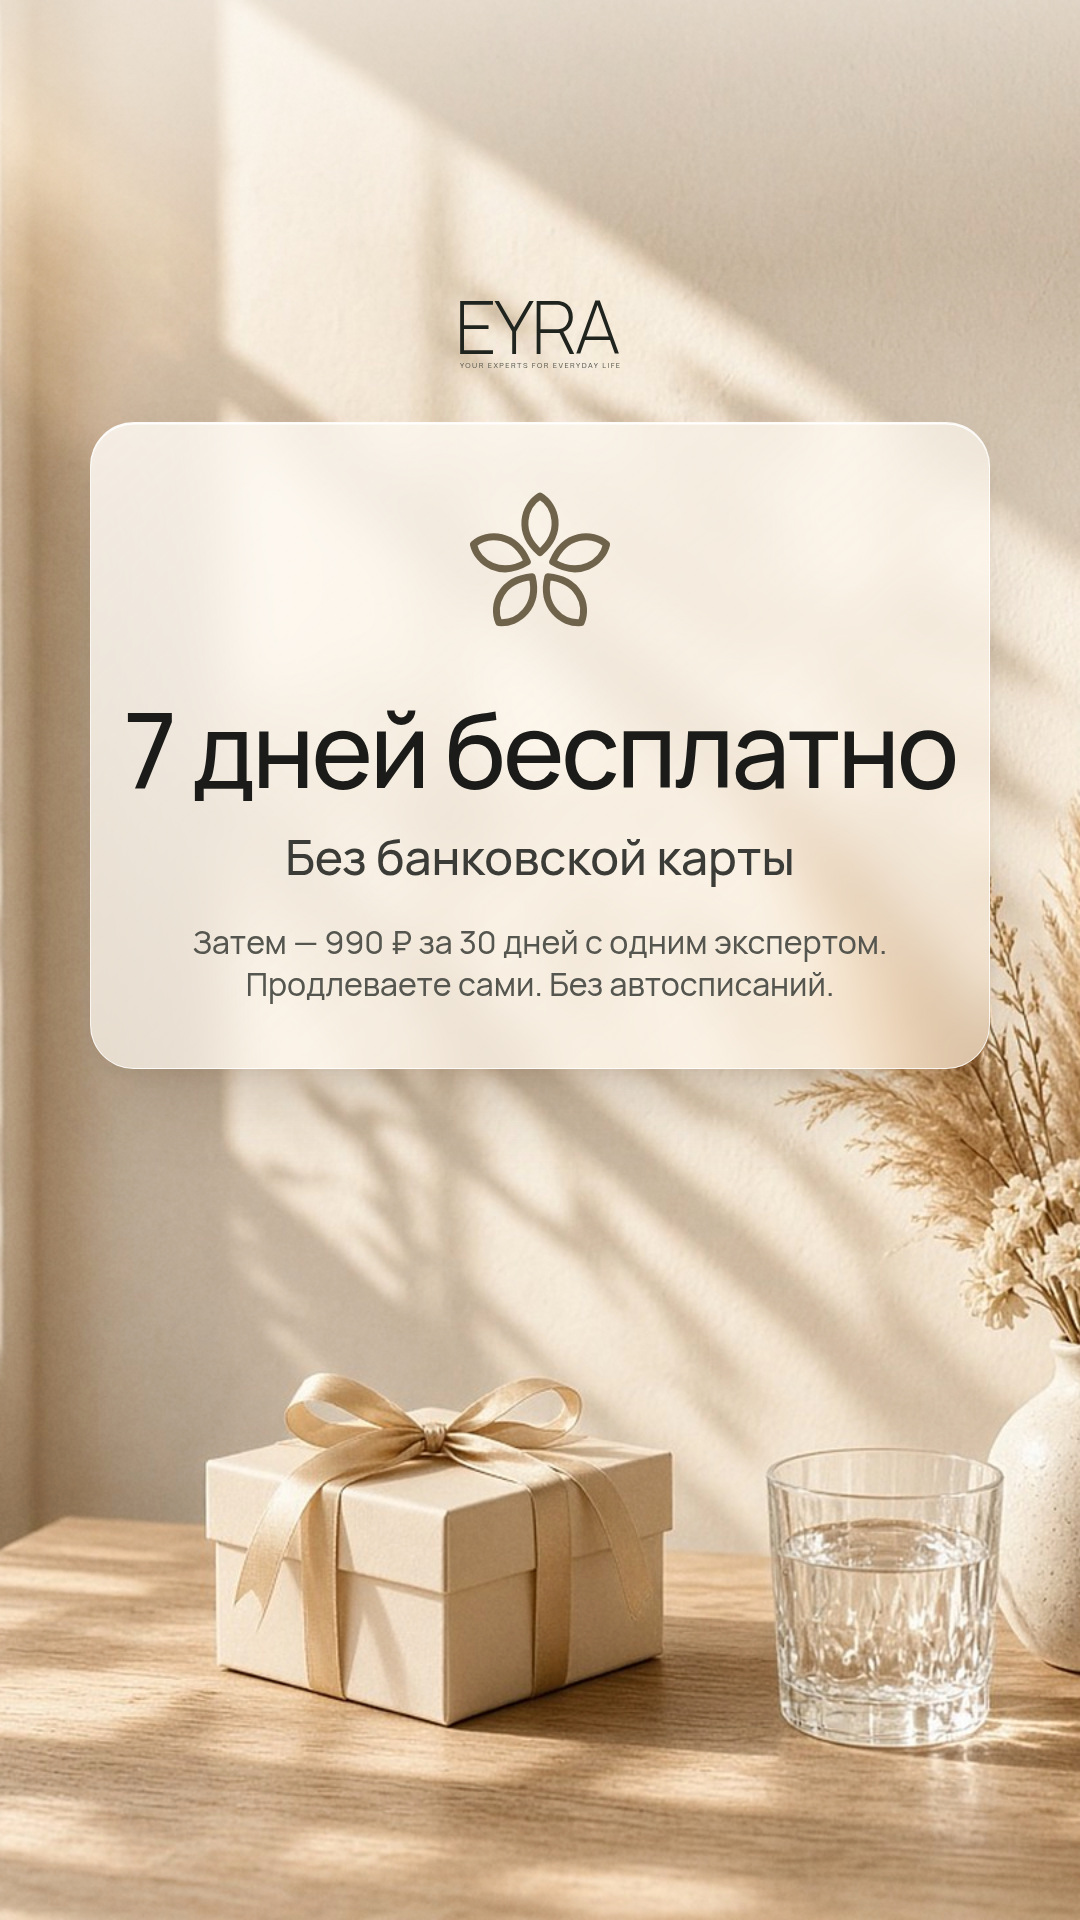 EYRA
YOUR EXPERTS FOR EVERYDAY LIFE
7 дней бесплатно
Без банковской карты
Затем — 990 ₽ за 30 дней с одним экспертом.
Продлеваете сами. Без автосписаний.